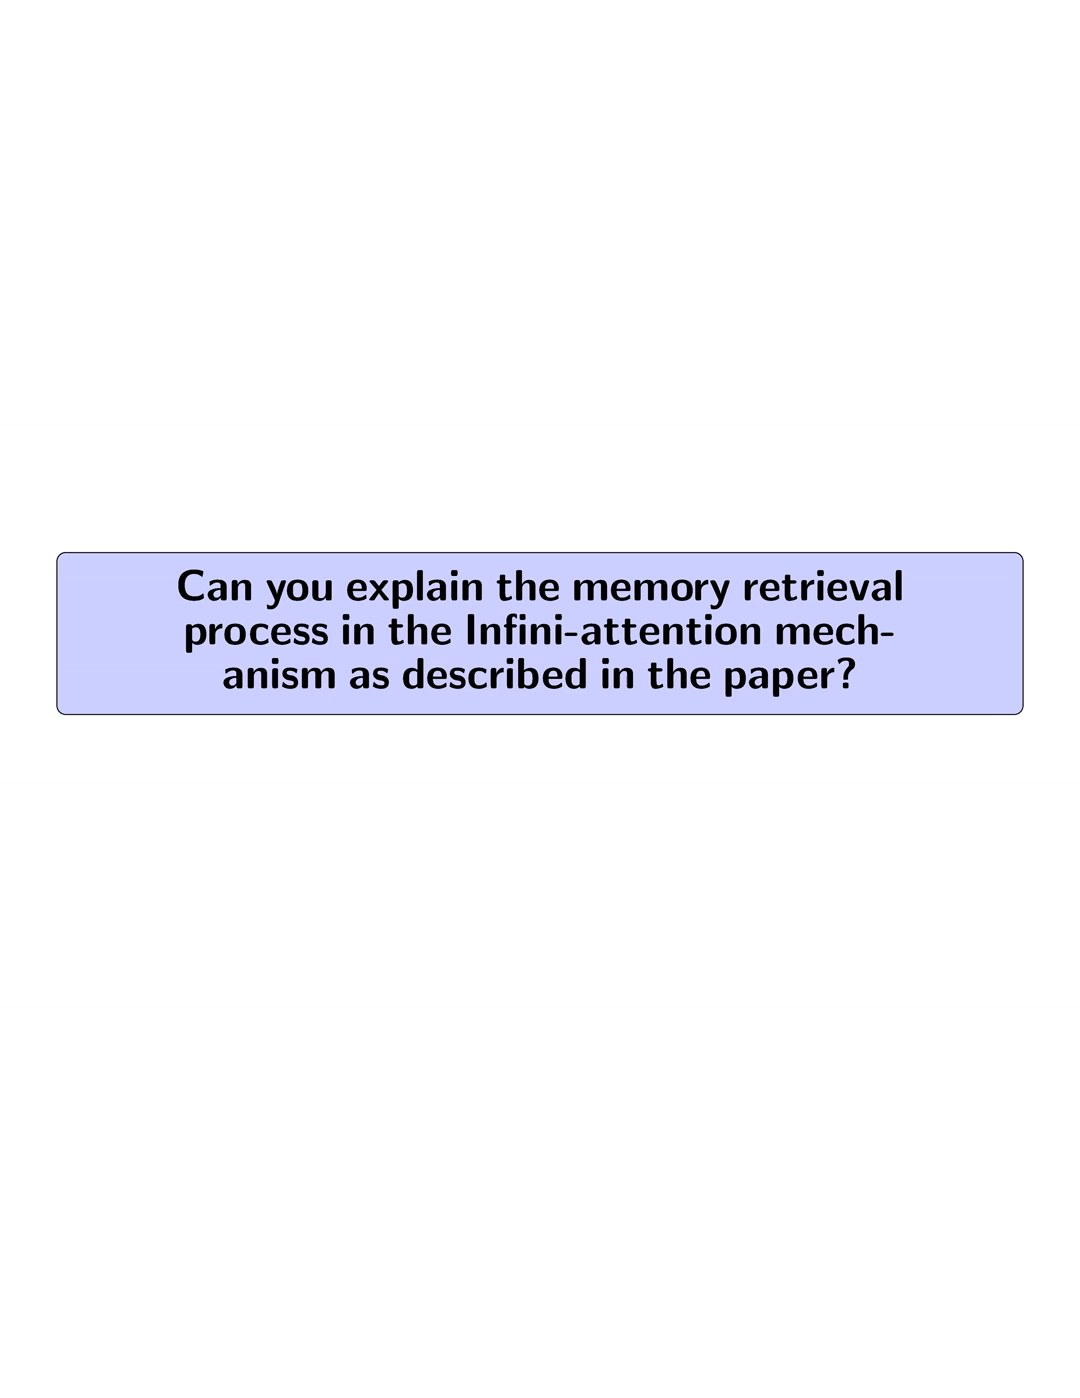 Can you explain the memory retrieval
process in the Infini-attention mech-
anism as described in the paper?